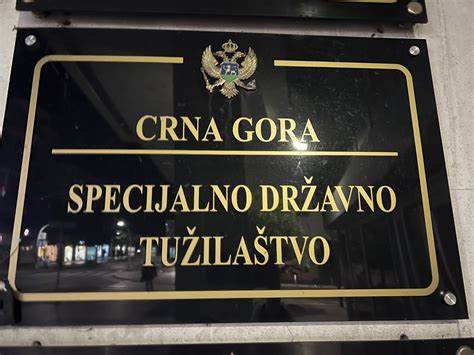 CRNA GORA
SPECIJALNO DRŽAVNO
TUŽILAŠTVO